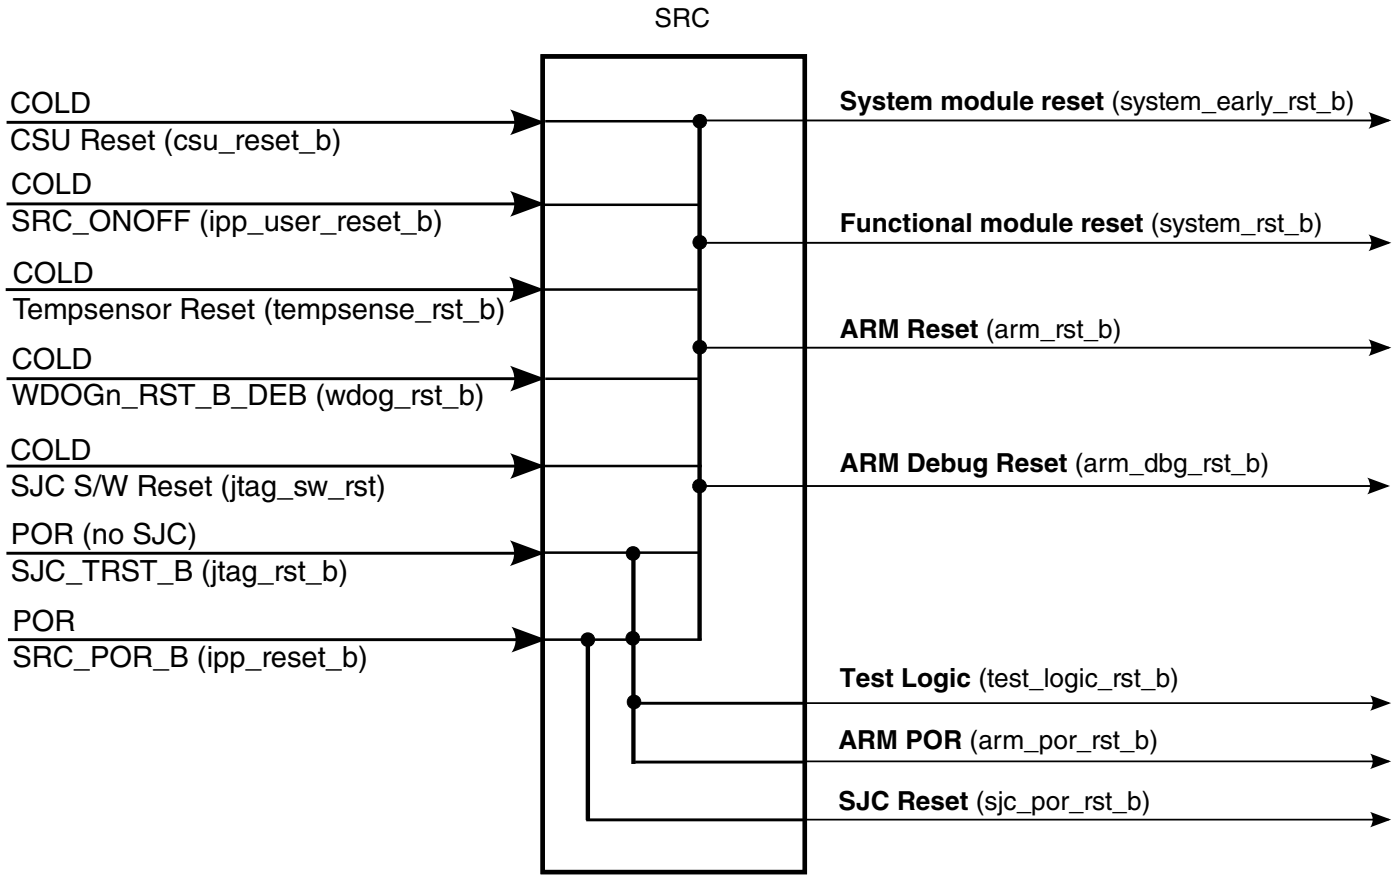 SRC
COLD
CSU Reset (csu_reset_b)
COLD
SRC_ONOFF (ipp_user_reset_b)
COLD
Tempsensor Reset (tempsense_rst_b)
COLD
WDOGn_RST_B_DEB (wdog_rst_b)
COLD
SJC S/W Reset (jtag_sw_rst)
POR (no SJC)
SJC_TRST_B (jtag_rst_b)
POR
SRC_POR_B (ipp_reset_b)
System module reset (system_early_rst_b)
Functional module reset (system_rst_b)
ARM Reset (arm_rst_b)
ARM Debug Reset (arm_dbg_rst_b)
Test Logic (test_logic_rst_b)
ARM POR (arm_por_rst_b)
SJC Reset (sjc_por_rst_b)